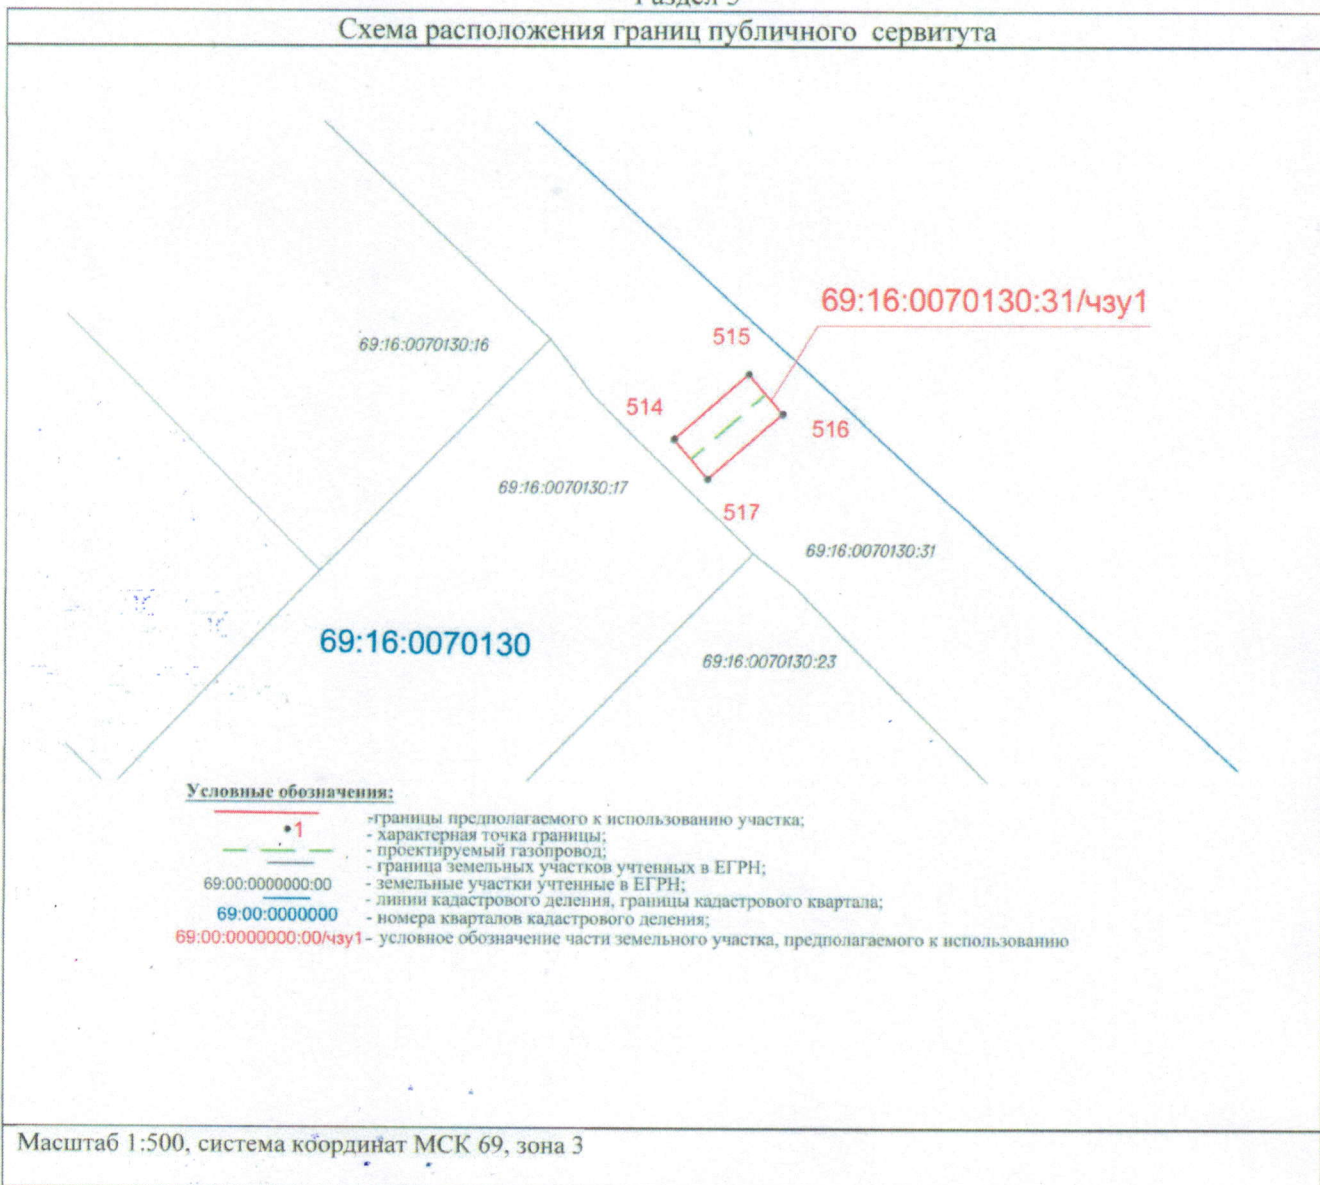 Схема расположения границ публичного сервитута
69:16:0070130:31/чзу1
515
69:16:0070130:16
514
516
69:16:0070130:17
517
69:16:0070130:31
69:16:0070130
69:16:0070130:23
Условные обозначения:
-границы предполагаемого к использованию участка;
1 - характерная точка границы;
- проектируемый газопровод;
- граница земельных участков учтенных в ЕГРН;
69:00:0000000:00 - земельные участки учтенные в ЕГРН;
- линии кадастрового деления, границы кадастрового квартала;
69:00:0000000 - номера кварталов кадастрового деления;
69:00:0000000:00/чзу1 - условное обозначение части земельного участка, предполагаемого к использованию
Масштаб 1:500, система координат МСК 69, зона 3